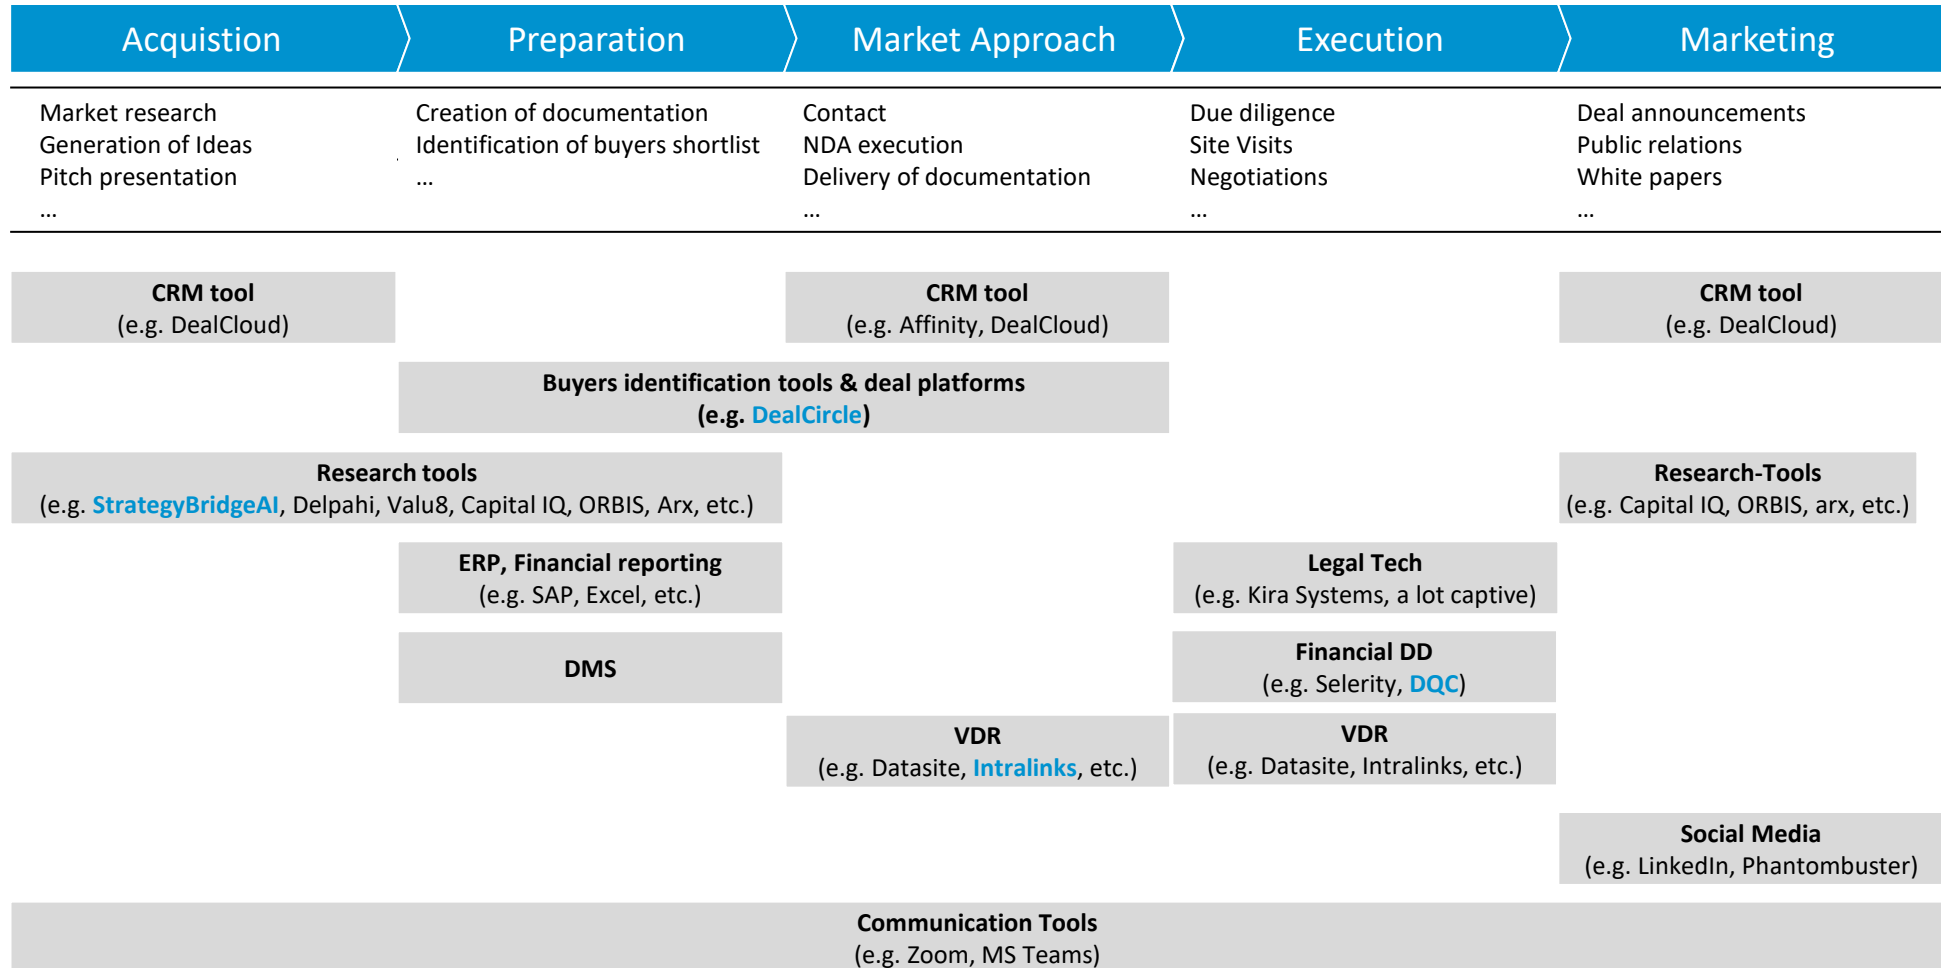 Acquistion
Preparation
Market Approach
Execution
Marketing
Market research
Generation of Ideas
Pitch presentation
...
Creation of documentation
Identification of buyers shortlist
...
Contact
NDA execution
Delivery of documentation
...
Due diligence
Site Visits
Negotiations
...
Deal announcements
Public relations
White papers
...
CRM tool
(e.g. DealCloud)
CRM tool
(e.g. Affinity, DealCloud)
CRM tool
(e.g. DealCloud)
Buyers identification tools & deal platforms
(e.g. DealCircle)
Research tools
(e.g. StrategyBridgeAI, Delpahi, Valu8, Capital IQ, ORBIS, Arx, etc.)
Research-Tools
(e.g. Capital IQ, ORBIS, arx, etc.)
ERP, Financial reporting
(e.g. SAP, Excel, etc.)
Legal Tech
(e.g. Kira Systems, a lot captive)
DMS
Financial DD
(e.g. Selerity, DQC)
VDR
(e.g. Datasite, Intralinks, etc.)
VDR
(e.g. Datasite, Intralinks, etc.)
Social Media
(e.g. LinkedIn, Phantombuster)
Communication Tools
(e.g. Zoom, MS Teams)